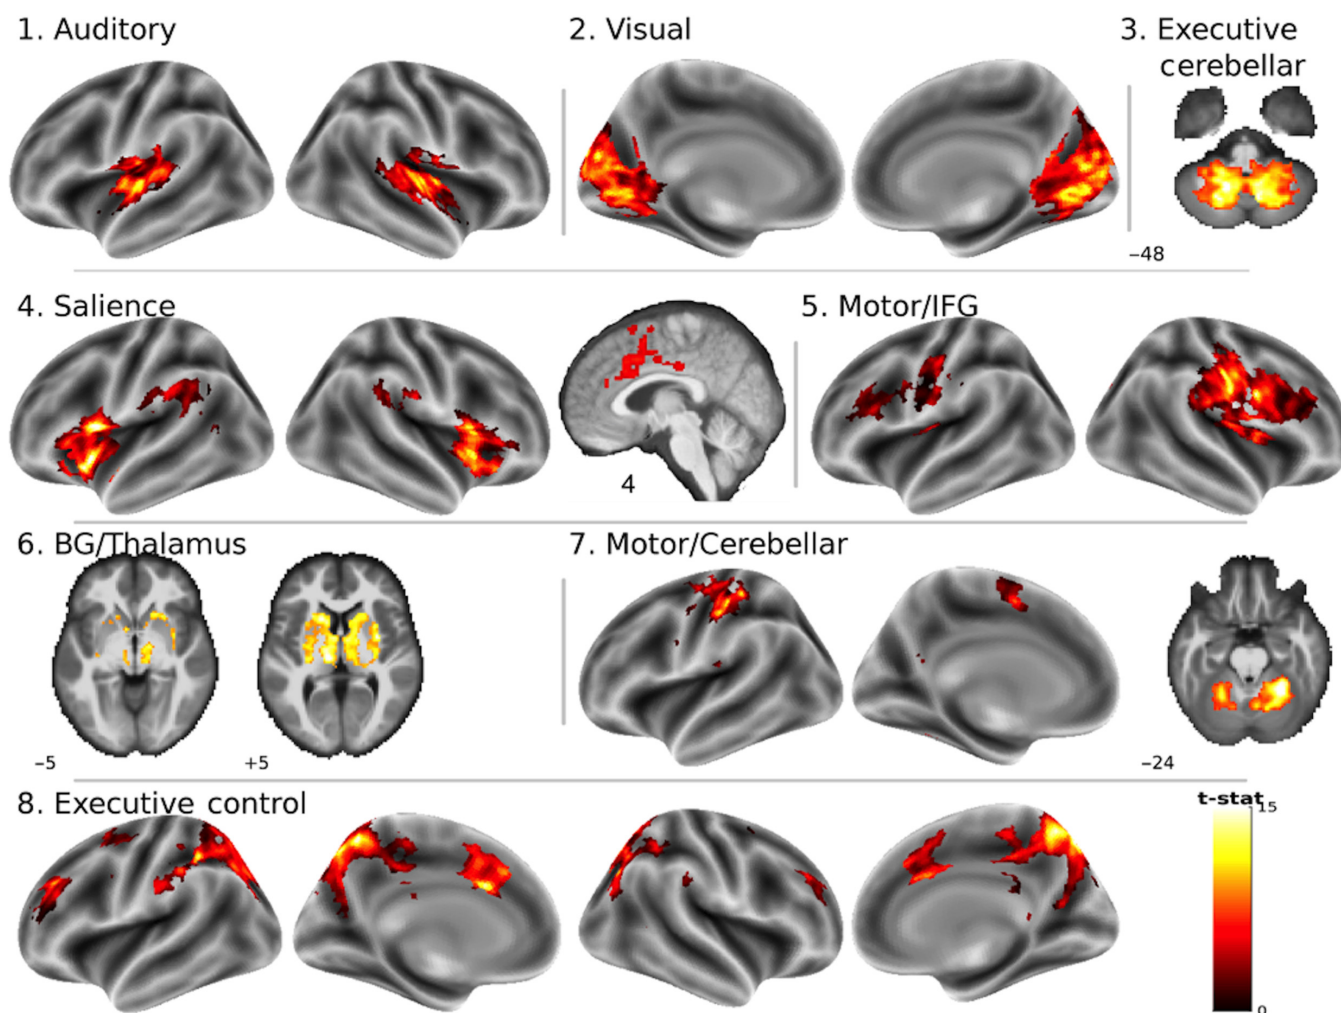 1. Auditory
2. Visual
3. Executive
cerebellar
−48
4. Salience
4
5. Motor/IFG
6. BG/Thalamus
−5
+5
7. Motor/Cerebellar
−24
8. Executive control
t-stat
15
0